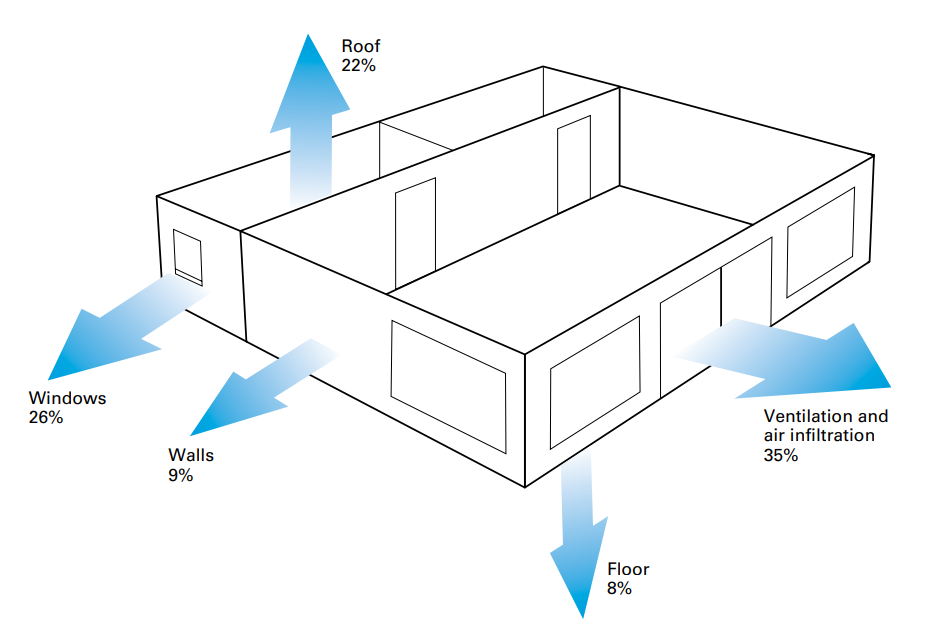 Roof
22%
Windows
26%
Walls
9%
Ventilation and
air infiltration
35%
Floor
8%